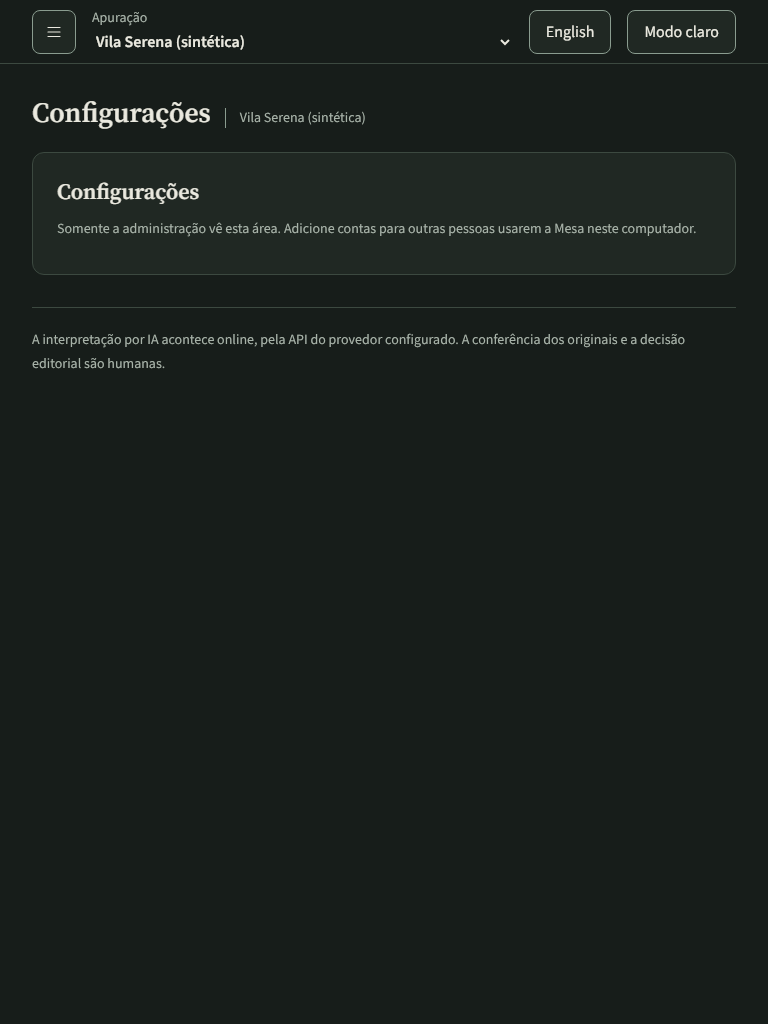 Apuração
Vila Serena (sintética)
English
Modo claro
Configurações
Vila Serena (sintética)
Configurações
Somente a administração vê esta área. Adicione contas para outras pessoas usarem a Mesa neste computador.
A interpretação por IA acontece online, pela API do provedor configurado. A conferência dos originais e a decisão
editorial são humanas.